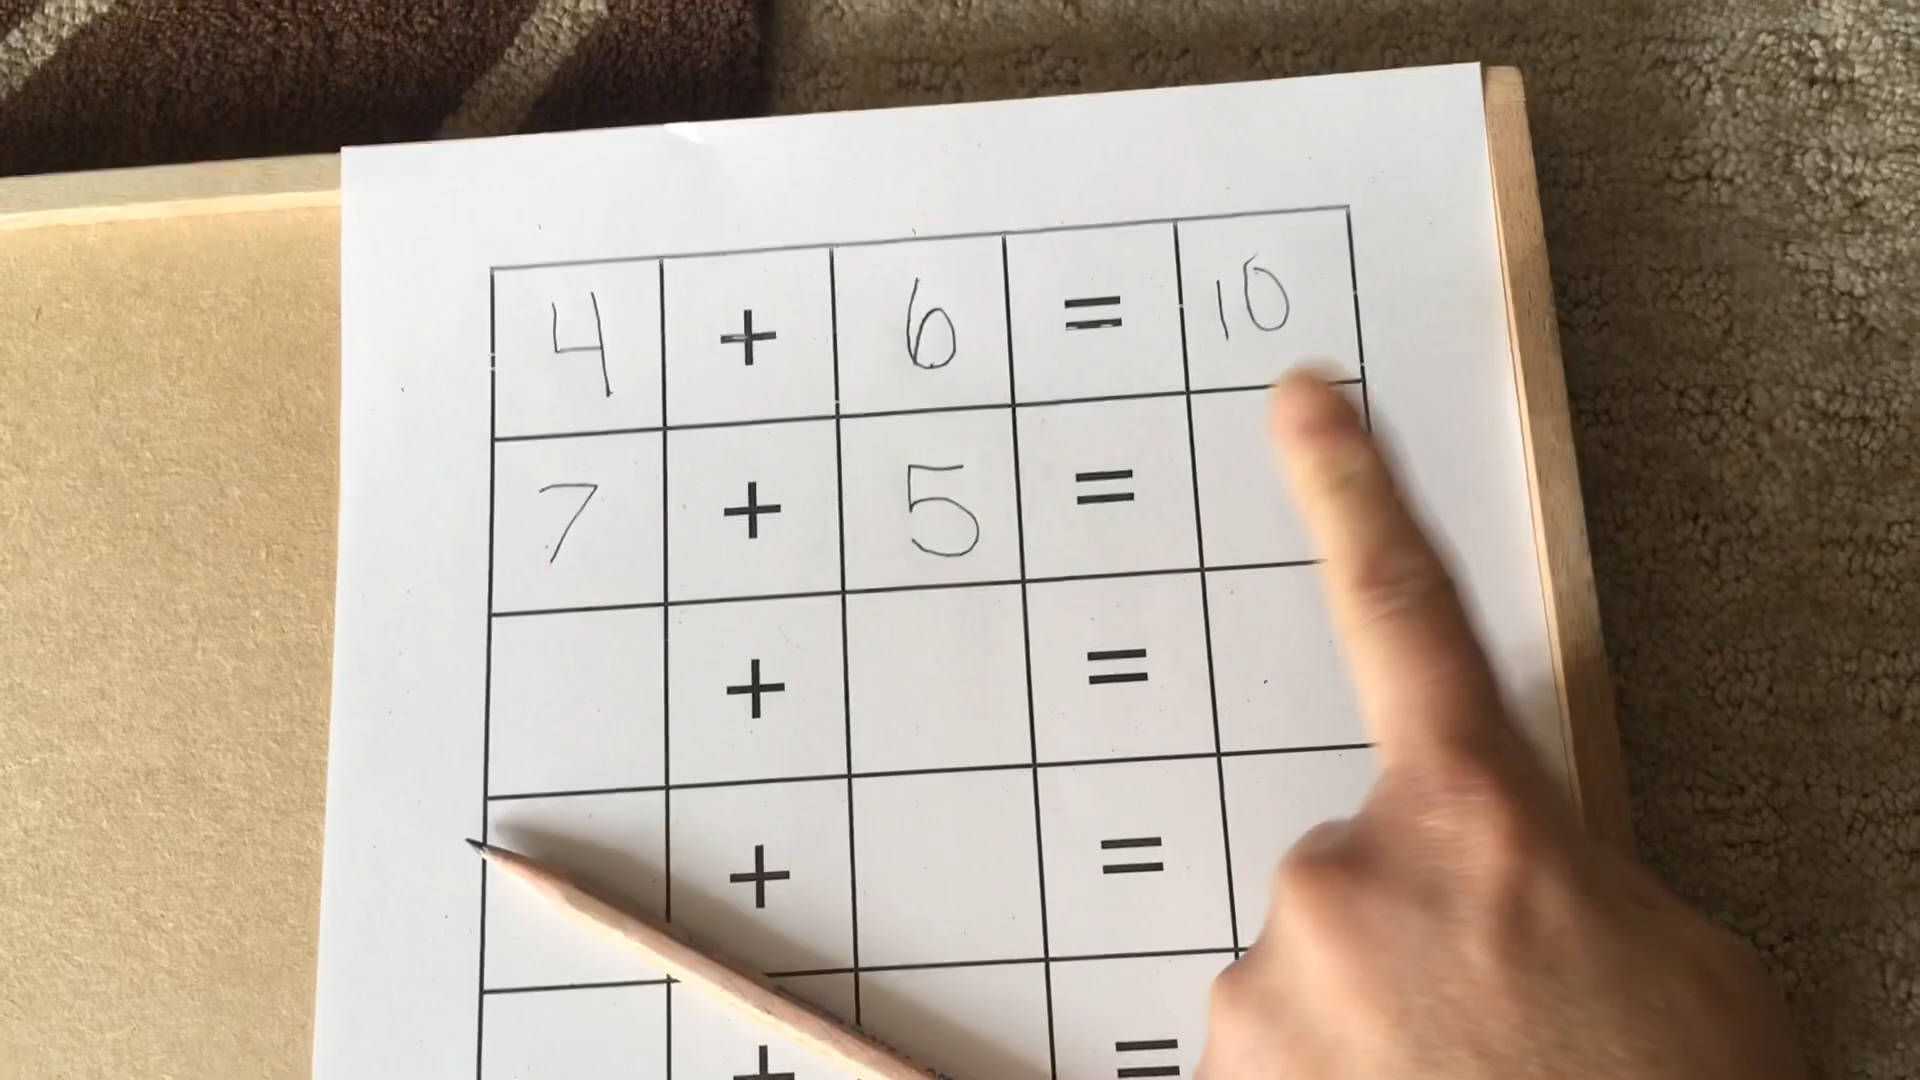 4 + 6 = 10
7 + 5 =
+ =
+ =
+ =